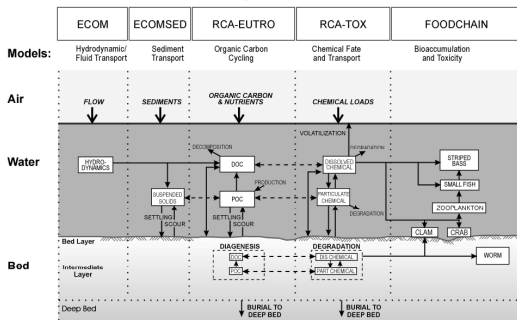 ECOM ECOMSED RCA-EUTRO RCA-TOX FOODCHAIN
Models:
Hydrodynamic/
Fluid Transport
Sediment
Transport
Organic Carbon
Cycling
Chemical Fate
and Transport
Bioaccumulation
and Toxicity
Air
FLOW
SEDIMENTS
ORGANIC CARBON
& NUTRIENTS
CHEMICAL LOADS
VOLATILIZATION
DECOMPOSITION
DEGRADATION
Water
HYDRO-
DYNAMICS
DOC
DISSOLVED
CHEMICAL
STRIPED
BASS
PRODUCTION
SMALL FISH
SUSPENDED
SOLIDS
POC
PARTICULATE
CHEMICAL
ZOOPLANKTON
DEGRADATION
SETTLING
SCOUR
SETTLING
SCOUR
CLAM
CRAB
Bed Layer
Bed
DIAGENESIS
DEGRADATION
Intermediate
Layer
DOC
DIS CHEMICAL
WORM
POC
PART CHEMICAL
Deep Bed
BURIAL TO
DEEP BED
BURIAL TO
DEEP BED